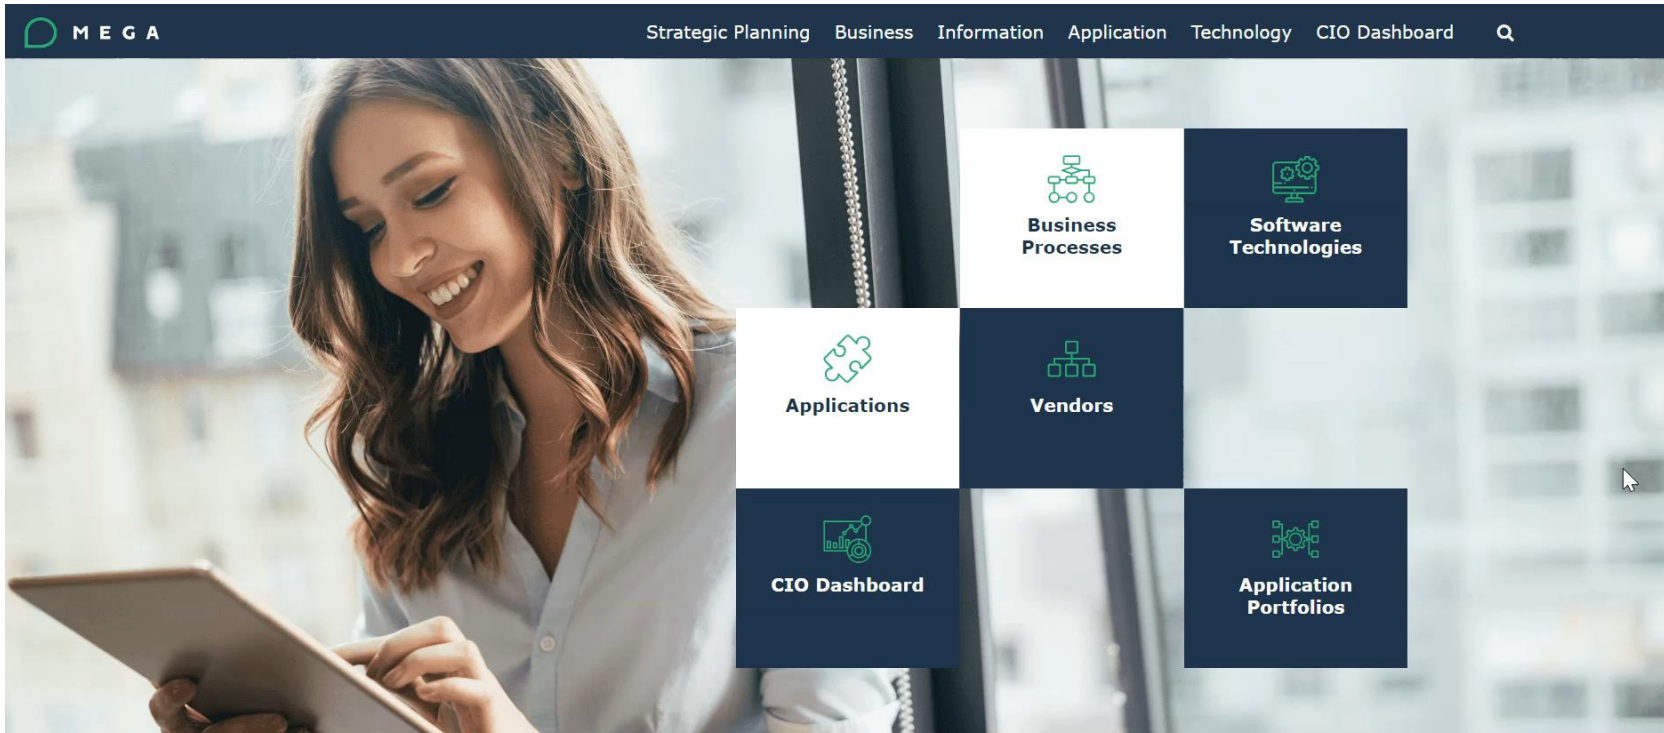 MEGA
Strategic Planning Business Information Application Technology CIO Dashboard
Business
Processes
Software
Technologies
Applications
Vendors
CIO Dashboard
Application
Portfolios